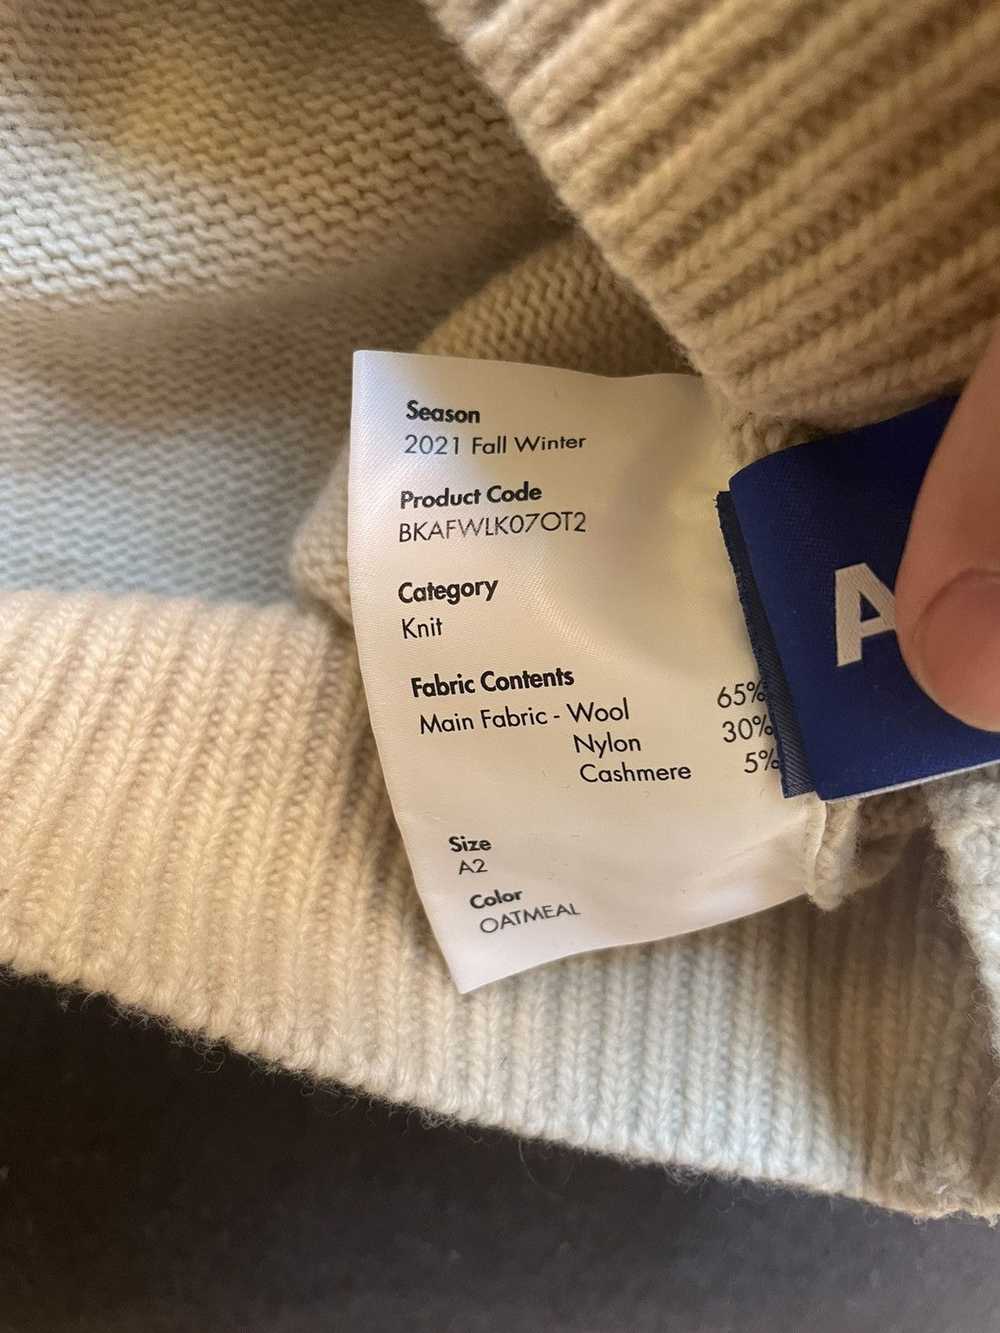 Season
2021 Fall Winter
Product Code
BKAFWLK07OT2
Category
Knit
Fabric Contents
Main Fabric - Wool 65%
Nylon 30%
Cashmere 5%
Size
A2
Color
OATMEAL
A